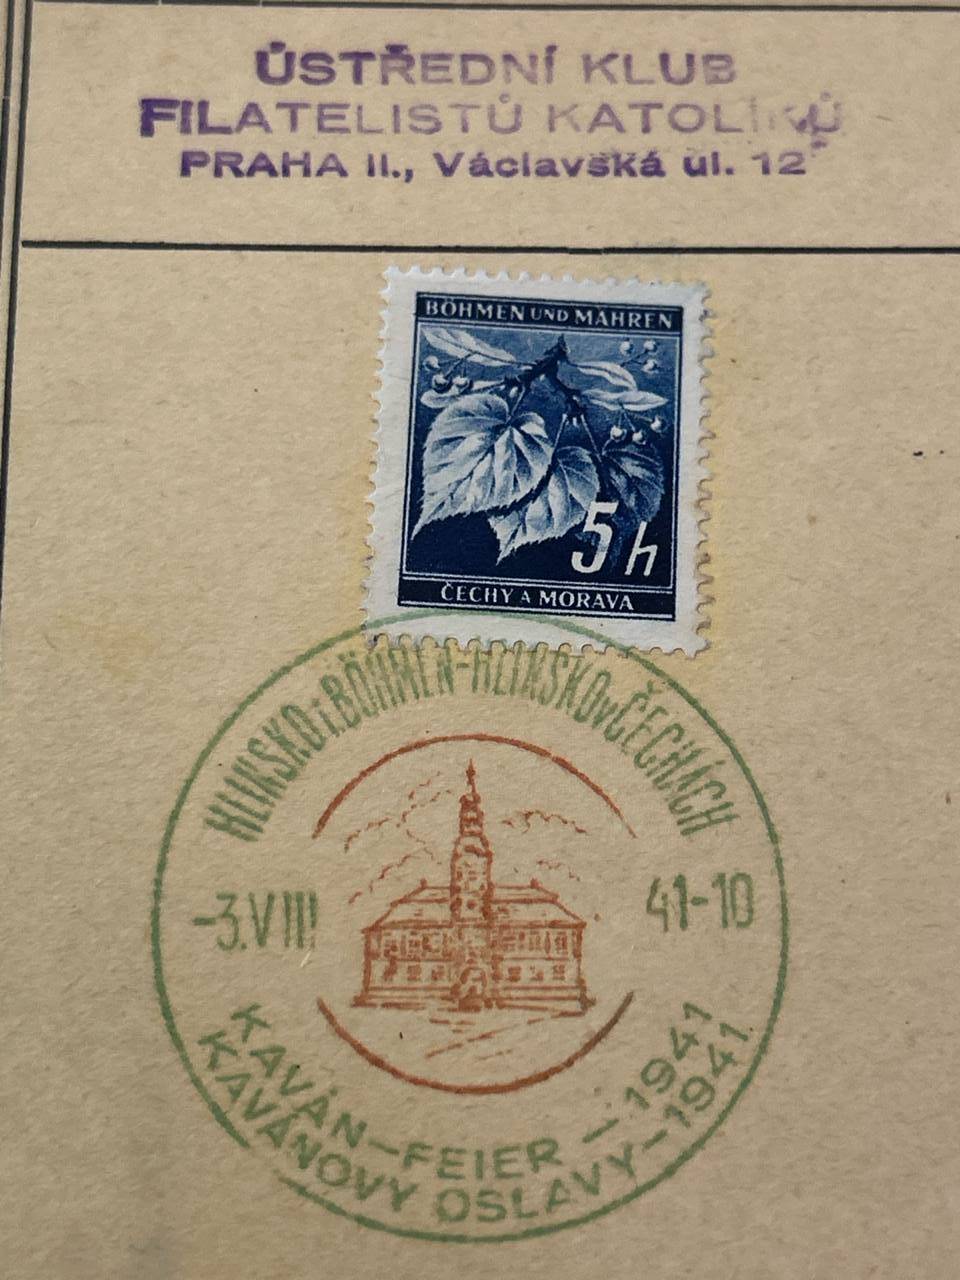 ÚSTŘEDNÍ KLUB
FILATELISTŮ KATOLÍKŮ
PRAHA II., Václavská ul. 12
BÖHMEN UND MÄHREN
5 h
ČECHY A MORAVA
HLINSKO i. BÖHMEN-HLINSKO v ČECHÁCH
-3.VIII 41-10
KAVÁN-FEIER-1941
KAVÁNOVY OSLAVY-1941